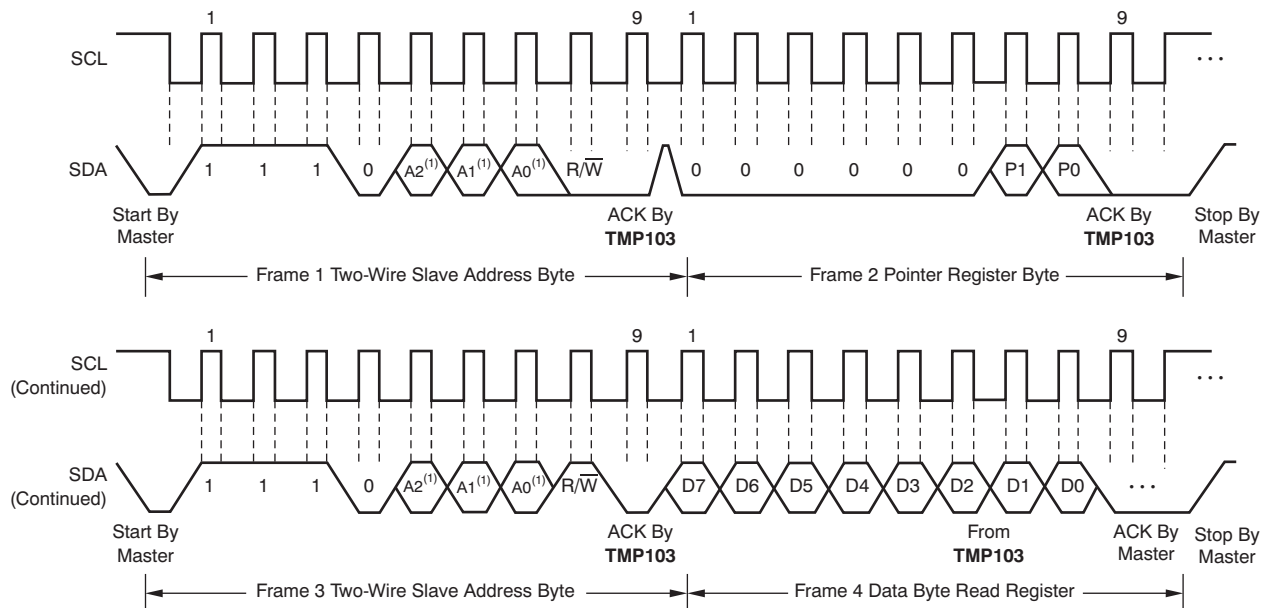 1 9 1 9
SCL ...
SDA 1 1 1 0 A2(1) A1(1) A0(1) R/W̅ 0 0 0 0 0 0 P1 P0
Start By
Master
ACK By
TMP103
ACK By
TMP103
Stop By
Master
Frame 1 Two-Wire Slave Address Byte Frame 2 Pointer Register Byte
1 9 1 9
SCL
(Continued)
...
SDA
(Continued)
1 1 1 0 A2(1) A1(1) A0(1) R/W̅ D7 D6 D5 D4 D3 D2 D1 D0 ...
Start By
Master
ACK By
TMP103
From
TMP103
ACK By
Master
Stop By
Master
Frame 3 Two-Wire Slave Address Byte Frame 4 Data Byte Read Register